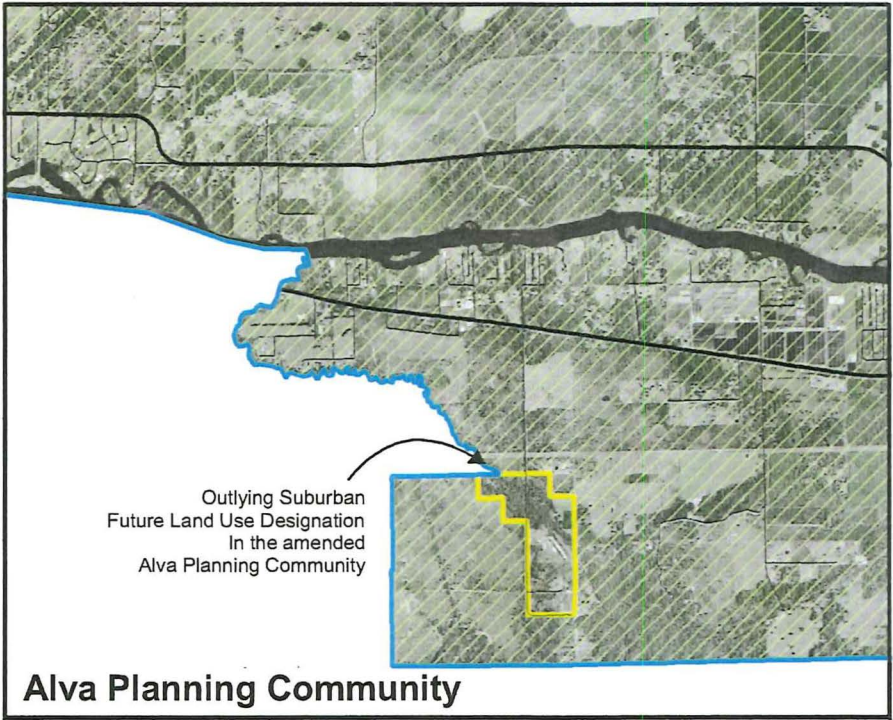 Outlying Suburban
Future Land Use Designation
In the amended
Alva Planning Community
Alva Planning Community